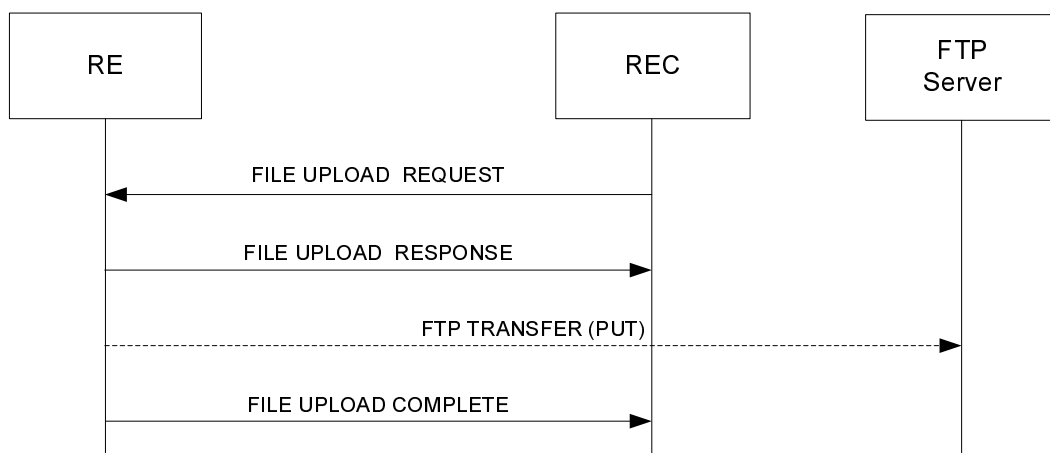 RE
REC
FTP
Server
FILE UPLOAD REQUEST
FILE UPLOAD RESPONSE
FTP TRANSFER (PUT)
FILE UPLOAD COMPLETE